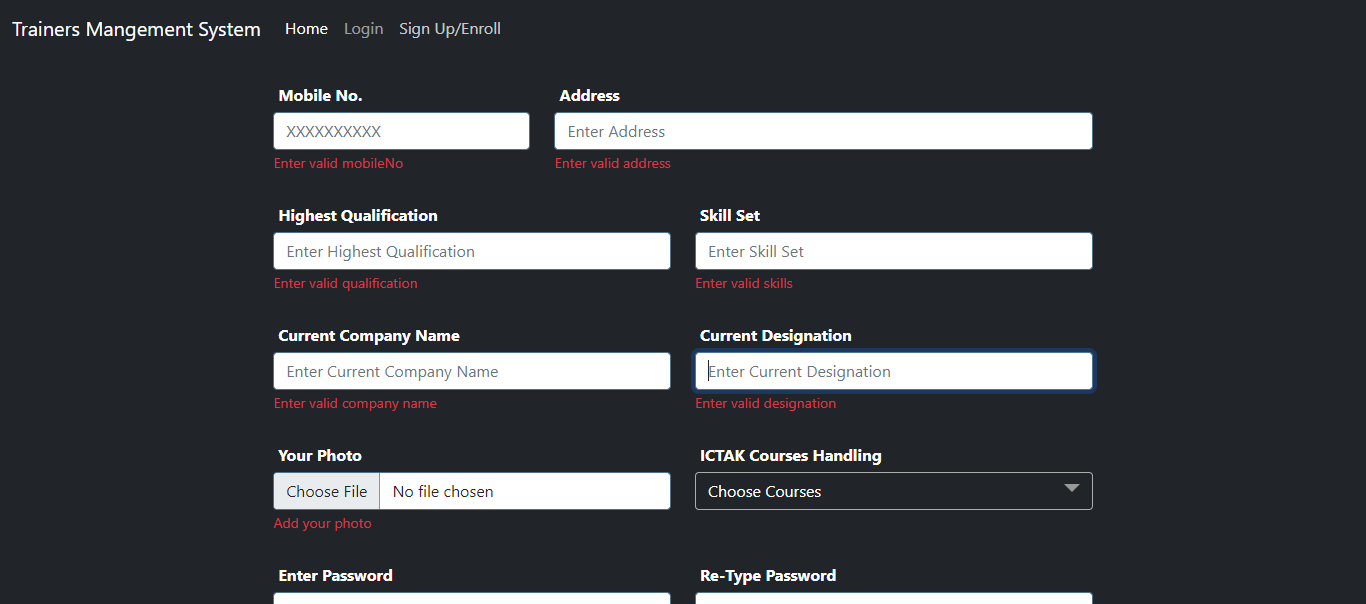 Trainers Mangement System Home Login Sign Up/Enroll
Mobile No. Address
XXXXXXXXXX Enter Address
Enter valid mobileNo Enter valid address
Highest Qualification Skill Set
Enter Highest Qualification Enter Skill Set
Enter valid qualification Enter valid skills
Current Company Name Current Designation
Enter Current Company Name Enter Current Designation
Enter valid company name Enter valid designation
Your Photo ICTAK Courses Handling
Choose File No file chosen Choose Courses
Add your photo
Enter Password Re-Type Password